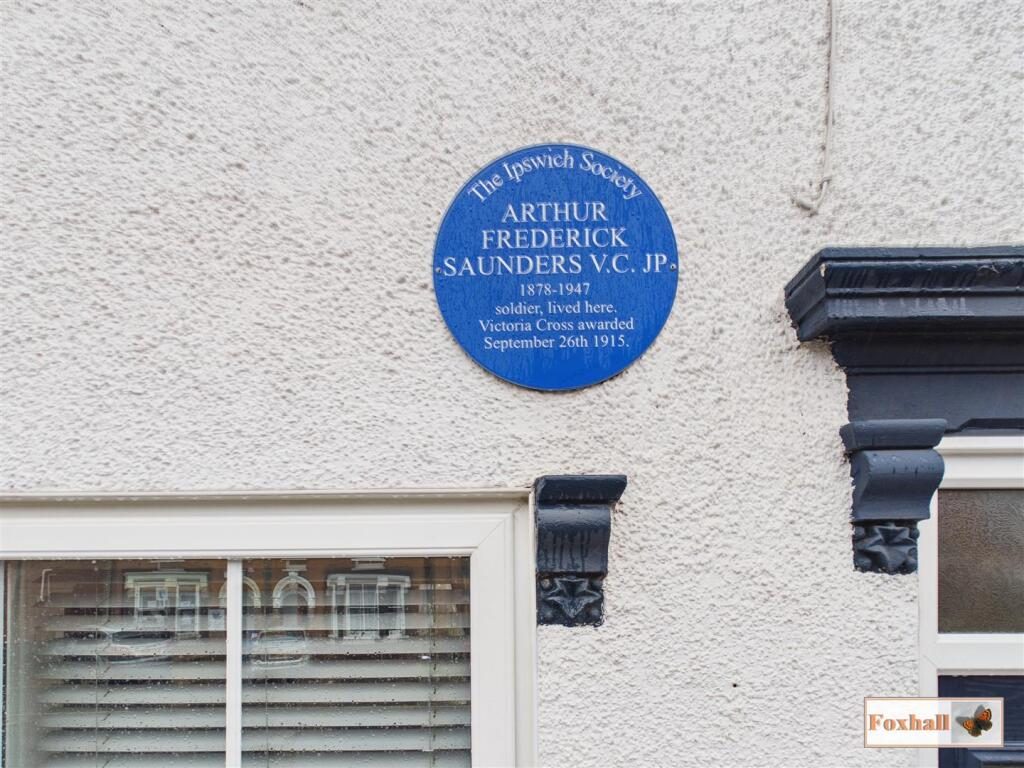 The Ipswich Society
ARTHUR
FREDERICK
SAUNDERS V.C. JP
1878-1947
soldier, lived here.
Victoria Cross awarded
September 26th 1915.
Foxhall